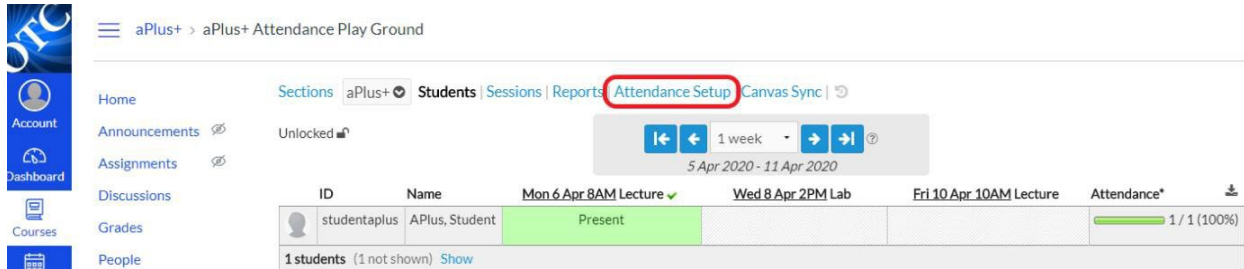 OTC
aPlus+ > aPlus+ Attendance Play Ground
Account
Dashboard
Courses
Home
Announcements
Assignments
Discussions
Grades
People
Sections aPlus+ Students | Sessions | Reports | Attendance Setup | Canvas Sync |
Unlocked
1 week
5 Apr 2020 - 11 Apr 2020
ID Name Mon 6 Apr 8AM Lecture Wed 8 Apr 2PM Lab Fri 10 Apr 10AM Lecture Attendance*
studentaplus APlus, Student Present 1 / 1 (100%)
1 students (1 not shown) Show